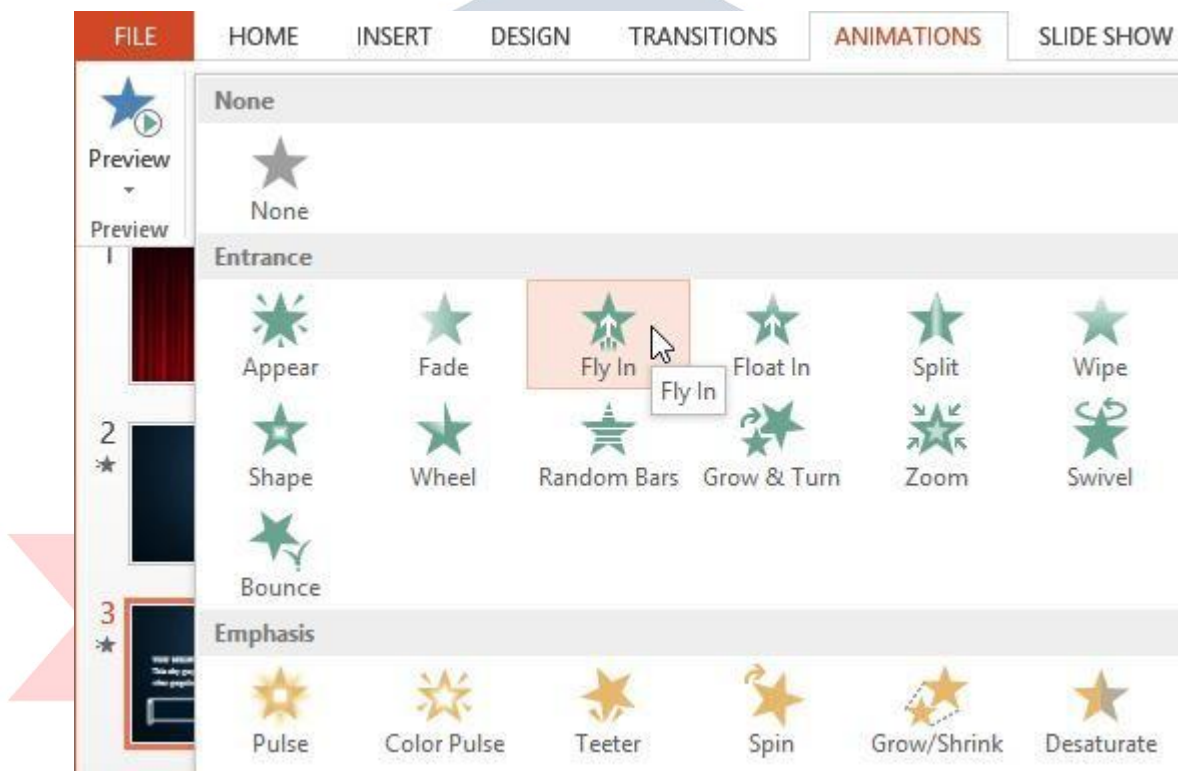 FILE HOME INSERT DESIGN TRANSITIONS ANIMATIONS SLIDE SHOW
Preview
Preview
None
None
Entrance
Appear Fade Fly In Float In Split Wipe
Fly In
Shape Wheel Random Bars Grow & Turn Zoom Swivel
Bounce
Emphasis
Pulse Color Pulse Teeter Spin Grow/Shrink Desaturate
1
2
3